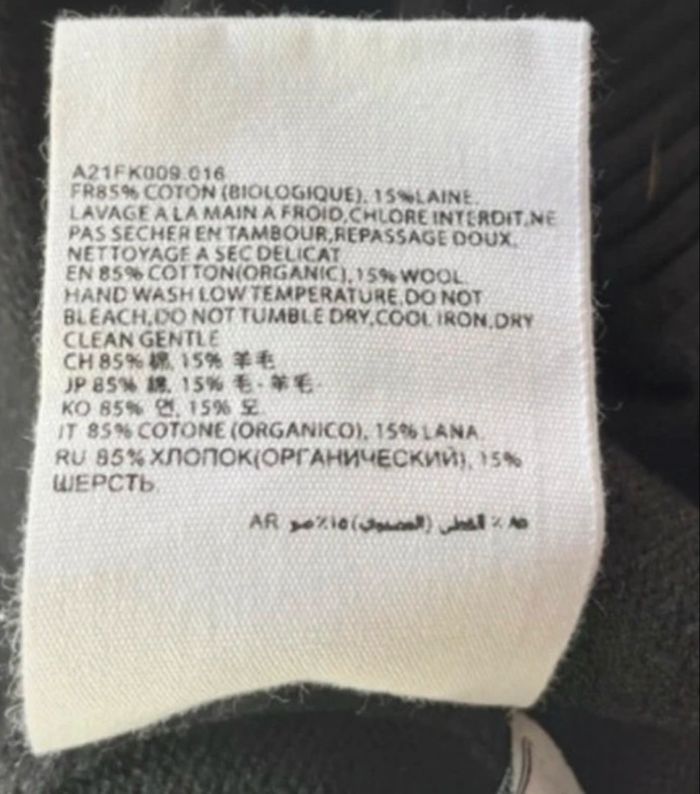 A21FK009.016
FR85% COTON (BIOLOGIQUE), 15%LAINE.
LAVAGE A LA MAIN A FROID,CHLORE INTERDIT,NE
PAS SECHER EN TAMBOUR,REPASSAGE DOUX,
NETTOYAGE A SEC DELICAT
EN 85% COTTON(ORGANIC), 15% WOOL.
HAND WASH LOW TEMPERATURE,DO NOT
BLEACH,DO NOT TUMBLE DRY,COOL IRON,DRY
CLEAN GENTLE
CH 85% 棉, 15% 羊毛
JP 85% 綿, 15% 毛-羊毛
KO 85% 면, 15% 모
IT 85% COTONE (ORGANICO), 15% LANA
RU 85% ХЛОПОК(ОРГАНИЧЕСКИЙ), 15%
ШЕРСТЬ
AR ٨٥ ٪ ١٥٪